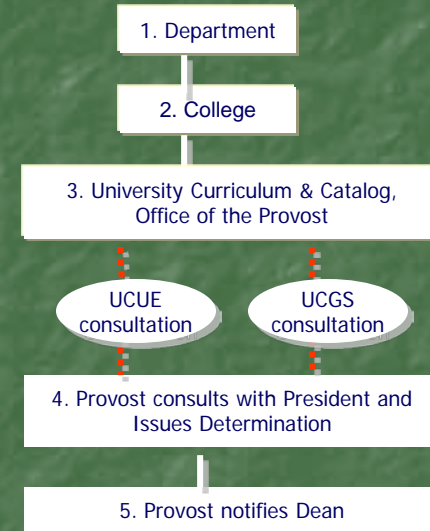 1. Department
2. College
3. University Curriculum & Catalog,
Office of the Provost
UCUE
consultation
UCGS
consultation
4. Provost consults with President and
Issues Determination
5. Provost notifies Dean